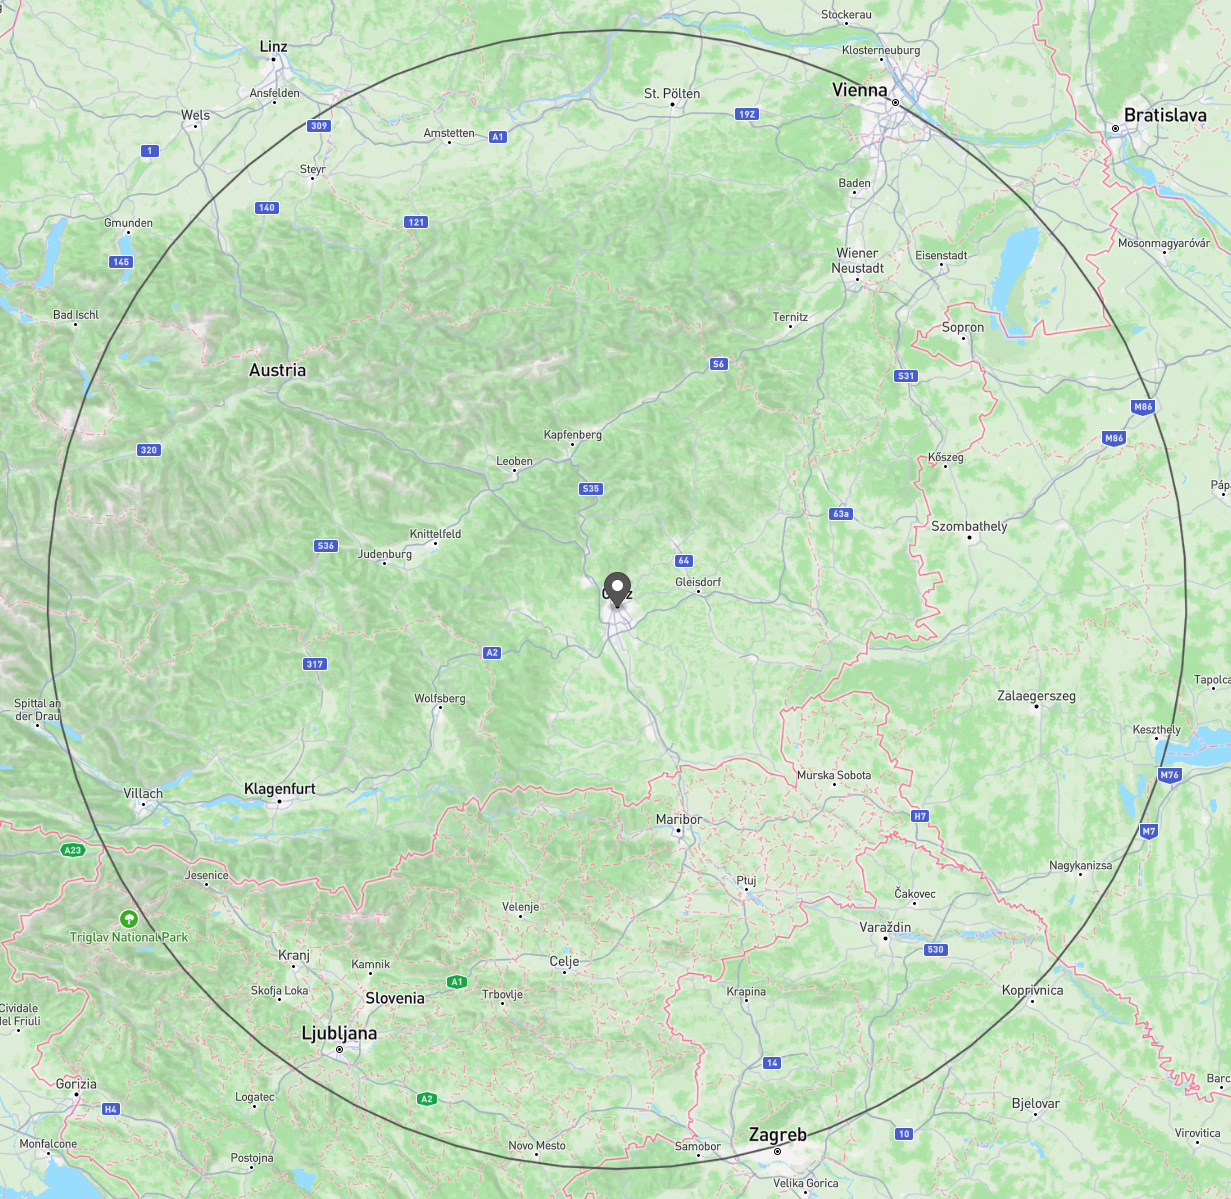 Stockerau
Linz
Klosterneuburg
Ansfelden
St. Pölten
Vienna
Wels
19Z
Bratislava
309
Amstetten
A1
1
Steyr
Baden
140
Gmunden
121
Mosonmagyaróvár
145
Wiener
Neustadt
Eisenstadt
Bad Ischl
Ternitz
Sopron
Austria
S6
S31
M86
Kapfenberg
M86
320
Leoben
Kőszeg
S35
63a
Szombathely
Knittelfeld
S36
Judenburg
64
Gleisdorf
317
A2
Wolfsberg
Spittal an
der Drau
Zalaegerszeg
Tapolca
Keszthely
Murska Sobota
M76
Klagenfurt
Villach
H7
Maribor
M7
A23
Jesenice
Ptuj
Nagykanizsa
Čakovec
Velenje
Triglav National Park
Varaždin
530
Kranj
Kamnik
Celje
A1
Skofja Loka
Slovenia
Trbovlje
Krapina
Koprivnica
Cividale
del Friuli
Ljubljana
14
Gorizia
Logatec
A2
H4
Bjelovar
Zagreb
10
Virovitica
Monfalcone
Novo Mesto
Samobor
Postojna
Velika Gorica